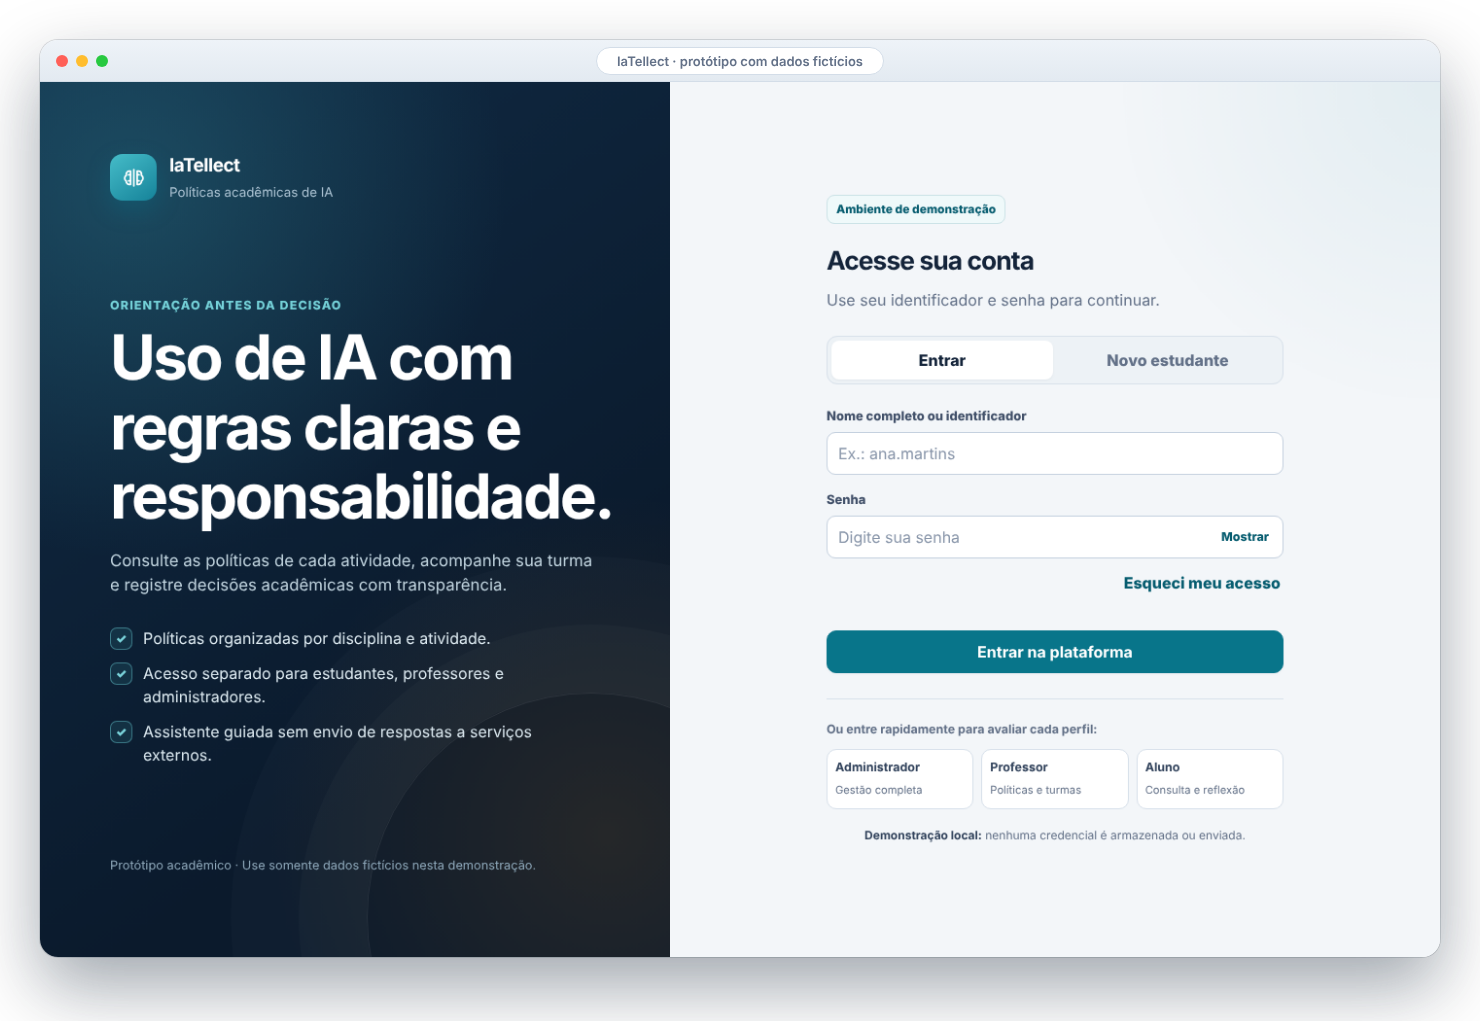 IaTellect · protótipo com dados fictícios
IaTellect
Políticas acadêmicas de IA
ORIENTAÇÃO ANTES DA DECISÃO
Uso de IA com
regras claras e
responsabilidade.
Consulte as políticas de cada atividade, acompanhe sua turma
e registre decisões acadêmicas com transparência.
Políticas organizadas por disciplina e atividade.
Acesso separado para estudantes, professores e
administradores.
Assistente guiada sem envio de respostas a serviços
externos.
Protótipo acadêmico · Use somente dados fictícios nesta demonstração.
Ambiente de demonstração
Acesse sua conta
Use seu identificador e senha para continuar.
Entrar
Novo estudante
Nome completo ou identificador
Ex.: ana.martins
Senha
Digite sua senha
Mostrar
Esqueci meu acesso
Entrar na plataforma
Ou entre rapidamente para avaliar cada perfil:
Administrador
Gestão completa
Professor
Políticas e turmas
Aluno
Consulta e reflexão
Demonstração local: nenhuma credencial é armazenada ou enviada.